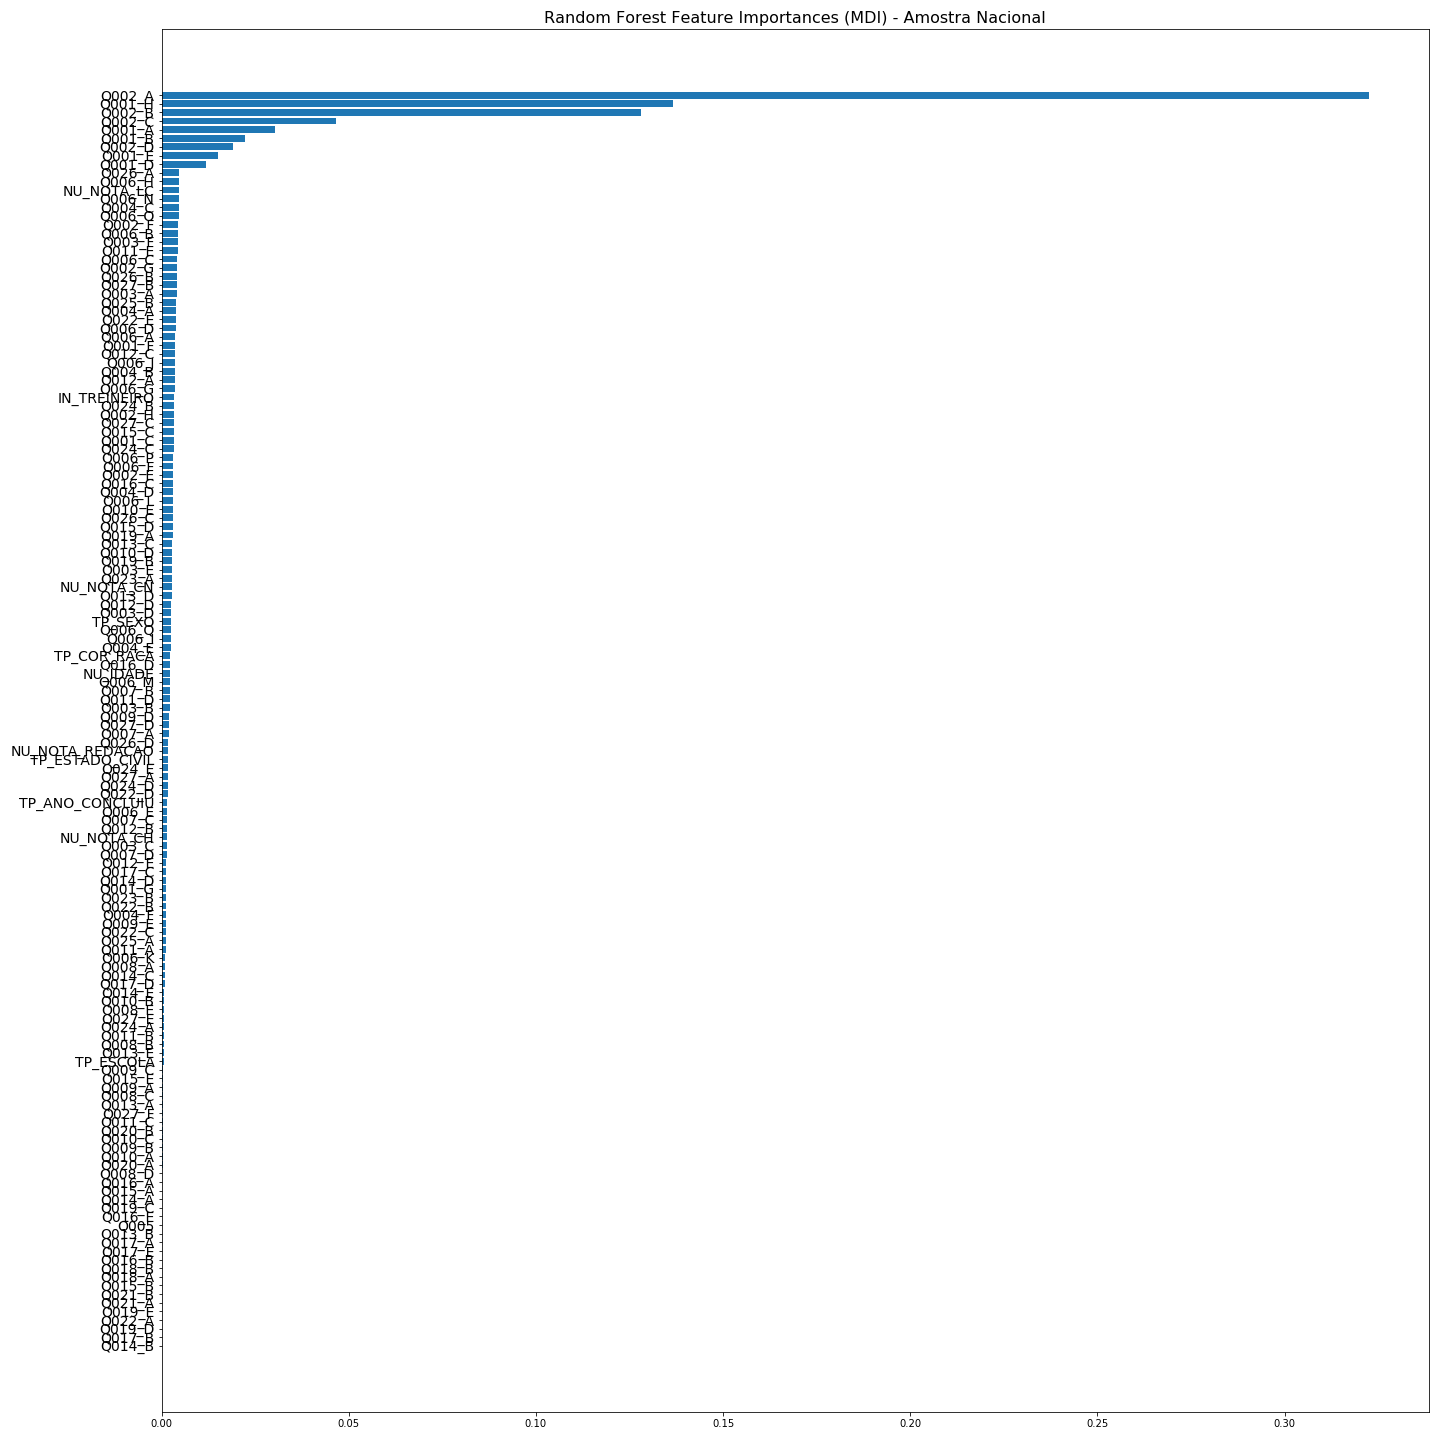 Random Forest Feature Importances (MDI) - Amostra Nacional
Q002_A
Q001_H
Q002_B
Q002_C
Q001_A
Q001_B
Q002_D
Q001_E
Q001_D
Q026_A
Q006_H
NU_NOTA_LC
Q006_N
Q004_C
Q006_O
Q002_F
Q006_B
Q003_F
Q011_E
Q006_C
Q002_G
Q026_B
Q027_B
Q003_A
Q025_B
Q004_A
Q022_E
Q006_D
Q006_A
Q001_F
Q012_C
Q004_B
Q012_A
Q006_G
IN_TREINEIRO
Q024_B
Q002_H
Q027_C
Q015_C
Q001_C
Q024_C
Q006_P
Q006_F
Q002_E
Q016_C
Q004_D
Q006_L
Q010_E
Q026_C
Q015_D
Q019_A
Q013_C
Q010_D
Q019_B
Q003_E
Q023_A
NU_NOTA_CN
Q013_D
Q012_D
Q003_D
TP_SEXO
Q006_Q
Q004_E
TP_COR_RACA
Q016_D
NU_IDADE
Q006_M
Q007_B
Q011_D
Q003_B
Q009_D
Q027_D
Q007_A
Q026_D
NU_NOTA_REDACAO
TP_ESTADO_CIVIL
Q024_E
Q027_A
Q024_D
Q022_D
TP_ANO_CONCLUIU
Q006_E
Q007_C
Q012_B
NU_NOTA_CH
Q003_C
Q007_D
Q012_E
Q017_C
Q014_D
Q001_G
Q023_B
Q022_B
Q004_F
Q009_E
Q022_C
Q025_A
Q011_A
Q006_K
Q008_A
Q014_C
Q017_D
Q014_E
Q010_B
Q008_E
Q027_E
Q024_A
Q011_B
Q008_B
Q013_E
TP_ESCOLA
Q009_C
Q015_E
Q009_A
Q008_C
Q013_A
Q027_F
Q011_C
Q020_B
Q010_C
Q009_B
Q010_A
Q020_A
Q008_D
Q016_A
Q015_A
Q014_A
Q019_C
Q016_E
Q005
Q013_B
Q017_A
Q017_E
Q016_B
Q018_B
Q018_A
Q015_B
Q021_B
Q021_A
Q019_E
Q022_A
Q019_D
Q017_B
Q014_B
0.00 0.05 0.10 0.15 0.20 0.25 0.30